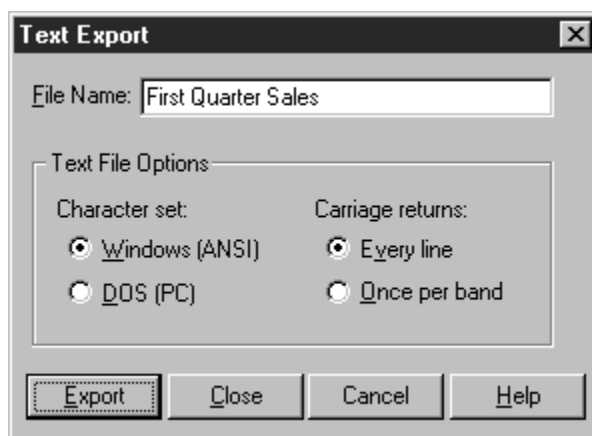 Text Export
File Name: First Quarter Sales
Text File Options
Character set:
Windows (ANSI)
DOS (PC)
Carriage returns:
Every line
Once per band
Export Close Cancel Help